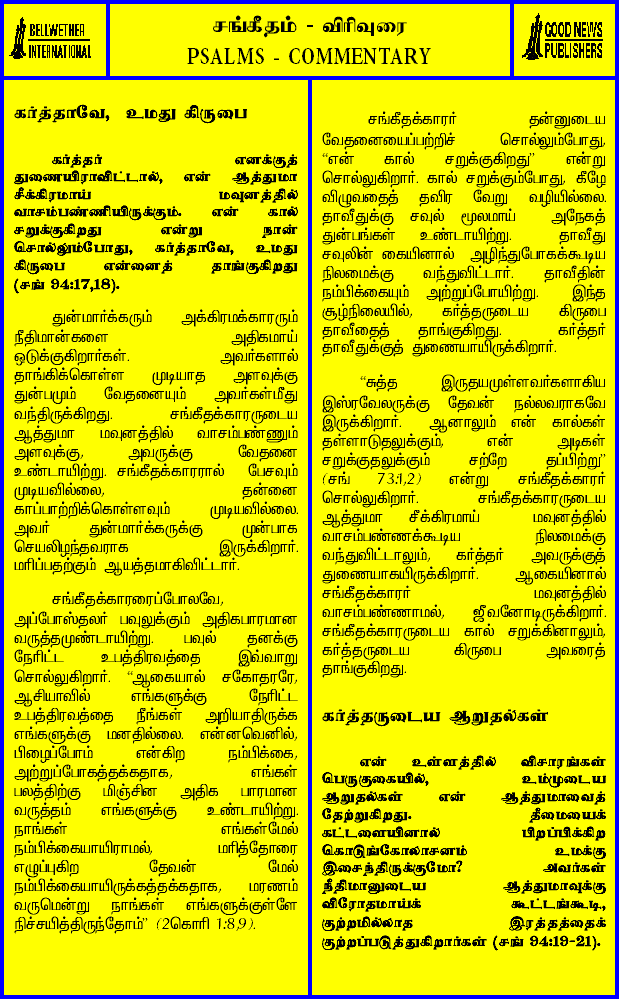 BELLWETHER
INTERNATIONAL
சங்கீதம் - விரிவுரை
PSALMS - COMMENTARY
GOOD NEWS
PUBLISHERS
கர்த்தாவே, உமது கிருபை
கர்த்தர் எனக்குத்
துணையிராவிட்டால், என் ஆத்துமா
சீக்கிரமாய் மவுனத்தில்
வாசம்பண்ணியிருக்கும். என் கால்
சறுக்குகிறது என்று நான்
சொல்லும்போது, கர்த்தாவே, உமது
கிருபை என்னைத் தாங்குகிறது
(சங் 94:17,18).
துன்மார்க்கரும் அக்கிரமக்காரரும்
நீதிமான்களை அதிகமாய்
ஒடுக்குகிறார்கள். அவர்களால்
தாங்கிக்கொள்ள முடியாத அளவுக்கு
துன்பமும் வேதனையும் அவர்கள்மீது
வந்திருக்கிறது. சங்கீதக்காரருடைய
ஆத்துமா மவுனத்தில் வாசம்பண்ணும்
அளவுக்கு, அவருக்கு வேதனை
உண்டாயிற்று. சங்கீதக்காரரால் பேசவும்
முடியவில்லை, தன்னை
காப்பாற்றிக்கொள்ளவும் முடியவில்லை.
அவர் துன்மார்க்கருக்கு முன்பாக
செயலிழந்தவராக இருக்கிறார்.
மரிப்பதற்கும் ஆயத்தமாகிவிட்டார்.
சங்கீதக்காரரைப்போலவே,
அப்போஸ்தலர் பவுலுக்கும் அதிகபாரமான
வருத்தமுண்டாயிற்று. பவுல் தனக்கு
நேரிட்ட உபத்திரவத்தை இவ்வாறு
சொல்லுகிறார். “ஆகையால் சகோதரரே,
ஆசியாவில் எங்களுக்கு நேரிட்ட
உபத்திரவத்தை நீங்கள் அறியாதிருக்க
எங்களுக்கு மனதில்லை. என்னவெனில்,
பிழைப்போம் என்கிற நம்பிக்கை,
அற்றுப்போகத்தக்கதாக, எங்கள்
பலத்திற்கு மிஞ்சின அதிக பாரமான
வருத்தம் எங்களுக்கு உண்டாயிற்று.
நாங்கள் எங்கள்மேல்
நம்பிக்கையாயிராமல், மரித்தோரை
எழுப்புகிற தேவன் மேல்
நம்பிக்கையாயிருக்கத்தக்கதாக, மரணம்
வருமென்று நாங்கள் எங்களுக்குள்ளே
நிச்சயித்திருந்தோம்” (2கொரி 1:8,9).
சங்கீதக்காரர் தன்னுடைய
வேதனையைப்பற்றிச் சொல்லும்போது,
“என் கால் சறுக்குகிறது” என்று
சொல்லுகிறார். கால் சறுக்கும்போது, கீழே
விழுவதைத் தவிர வேறு வழியில்லை.
தாவீதுக்கு சவுல் மூலமாய் அநேகத்
துன்பங்கள் உண்டாயிற்று. தாவீது
சவுலின் கையினால் அழிந்துபோகக்கூடிய
நிலமைக்கு வந்துவிட்டார். தாவீதின்
நம்பிக்கையும் அற்றுப்போயிற்று. இந்த
சூழ்நிலையில், கர்த்தருடைய கிருபை
தாவீதைத் தாங்குகிறது. கர்த்தர்
தாவீதுக்குத் துணையாயிருக்கிறார்.
“சுத்த இருதயமுள்ளவர்களாகிய
இஸ்ரவேலருக்கு தேவன் நல்லவராகவே
இருக்கிறார். ஆனாலும் என் கால்கள்
தள்ளாடுதலுக்கும், என் அடிகள்
சறுக்குதலுக்கும் சற்றே தப்பிற்று”
(சங் 73:1,2) என்று சங்கீதக்காரர்
சொல்லுகிறார். சங்கீதக்காரருடைய
ஆத்துமா சீக்கிரமாய் மவுனத்தில்
வாசம்பண்ணக்கூடிய நிலமைக்கு
வந்துவிட்டாலும், கர்த்தர் அவருக்குத்
துணையாகயிருக்கிறார். ஆகையினால்
சங்கீதக்காரர் மவுனத்தில்
வாசம்பண்ணாமல், ஜீவனோடிருக்கிறார்.
சங்கீதக்காரருடைய கால் சறுக்கினாலும்,
கர்த்தருடைய கிருபை அவரைத்
தாங்குகிறது.
கர்த்தருடைய ஆறுதல்கள்
என் உள்ளத்தில் விசாரங்கள்
பெருகுகையில், உம்முடைய
ஆறுதல்கள் என் ஆத்துமாவைத்
தேற்றுகிறது. தீமையைக்
கட்டளையினால் பிறப்பிக்கிற
கொடுங்கோலாசனம் உமக்கு
இசைந்திருக்குமோ? அவர்கள்
நீதிமானுடைய ஆத்துமாவுக்கு
விரோதமாய்க் கூட்டங்கூடி,
குற்றமில்லாத இரத்தத்தைக்
குற்றப்படுத்துகிறார்கள் (சங் 94:19-21).